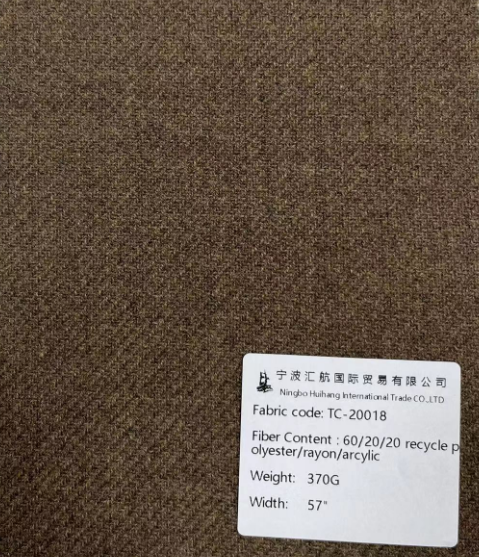 宁波汇航国际贸易有限公司
Ningbo Huihang International Trade CO.,LTD
Fabric code: TC-20018
Fiber Content : 60/20/20 recycle p
olyester/rayon/arcylic
Weight: 370G
Width: 57"